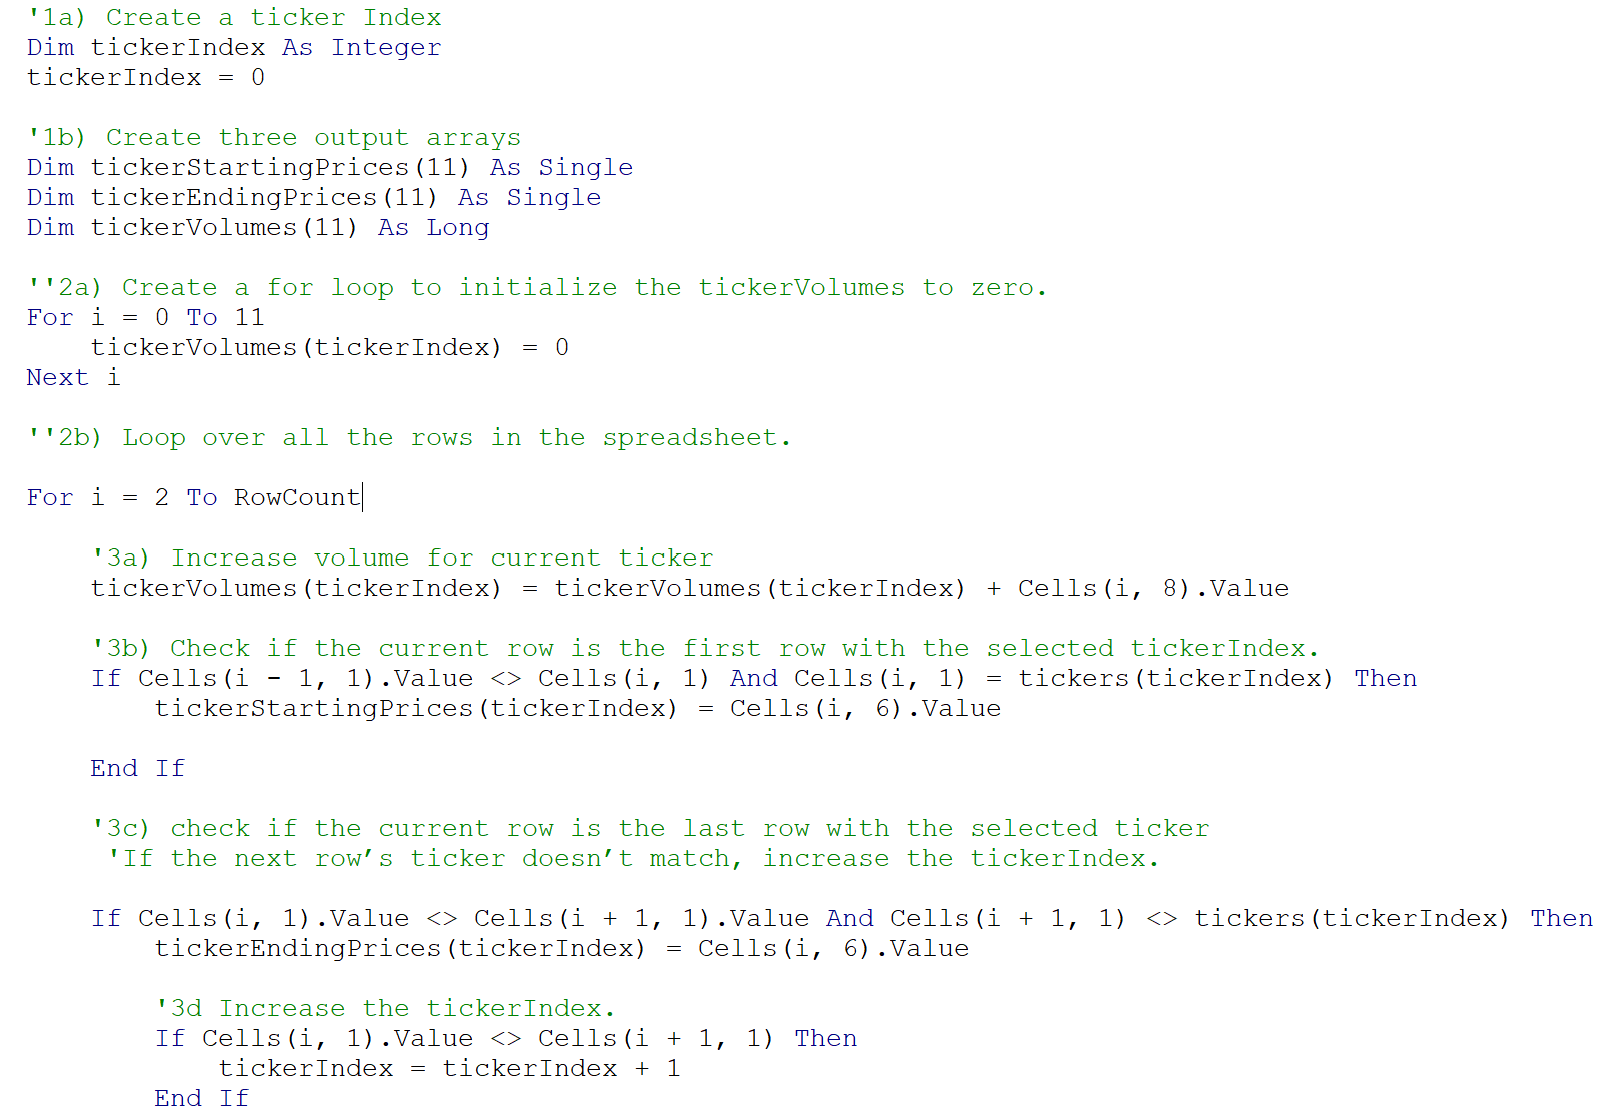 '1a) Create a ticker Index
Dim tickerIndex As Integer
tickerIndex = 0
'1b) Create three output arrays
Dim tickerStartingPrices(11) As Single
Dim tickerEndingPrices(11) As Single
Dim tickerVolumes(11) As Long
''2a) Create a for loop to initialize the tickerVolumes to zero.
For i = 0 To 11
    tickerVolumes(tickerIndex) = 0
Next i
''2b) Loop over all the rows in the spreadsheet.
For i = 2 To RowCount
    '3a) Increase volume for current ticker
    tickerVolumes(tickerIndex) = tickerVolumes(tickerIndex) + Cells(i, 8).Value
    '3b) Check if the current row is the first row with the selected tickerIndex.
    If Cells(i - 1, 1).Value <> Cells(i, 1) And Cells(i, 1) = tickers(tickerIndex) Then
        tickerStartingPrices(tickerIndex) = Cells(i, 6).Value
    End If
    '3c) check if the current row is the last row with the selected ticker
     'If the next row’s ticker doesn’t match, increase the tickerIndex.
    If Cells(i, 1).Value <> Cells(i + 1, 1).Value And Cells(i + 1, 1) <> tickers(tickerIndex) Then
        tickerEndingPrices(tickerIndex) = Cells(i, 6).Value
        '3d Increase the tickerIndex.
        If Cells(i, 1).Value <> Cells(i + 1, 1) Then
            tickerIndex = tickerIndex + 1
        End If